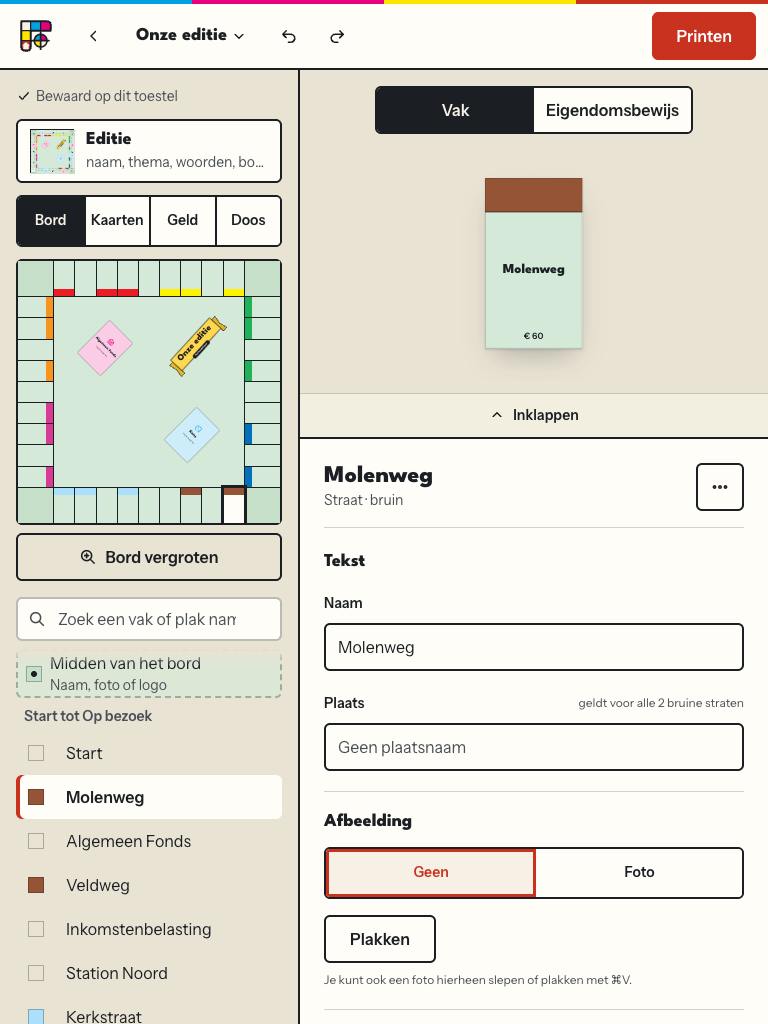 Onze editie
Printen
Bewaard op dit toestel
Editie
naam, thema, woorden, bo...
Bord
Kaarten
Geld
Doos
Onze editie
Bord vergroten
Zoek een vak of plak nam
Midden van het bord
Naam, foto of logo
Start tot Op bezoek
Start
Molenweg
Algemeen Fonds
Veldweg
Inkomstenbelasting
Station Noord
Kerkstraat
Vak
Eigendomsbewijs
Molenweg
€ 60
Inklappen
Molenweg
Straat · bruin
Tekst
Naam
Molenweg
Plaats
geldt voor alle 2 bruine straten
Geen plaatsnaam
Afbeelding
Geen
Foto
Plakken
Je kunt ook een foto hierheen slepen of plakken met ⌘V.